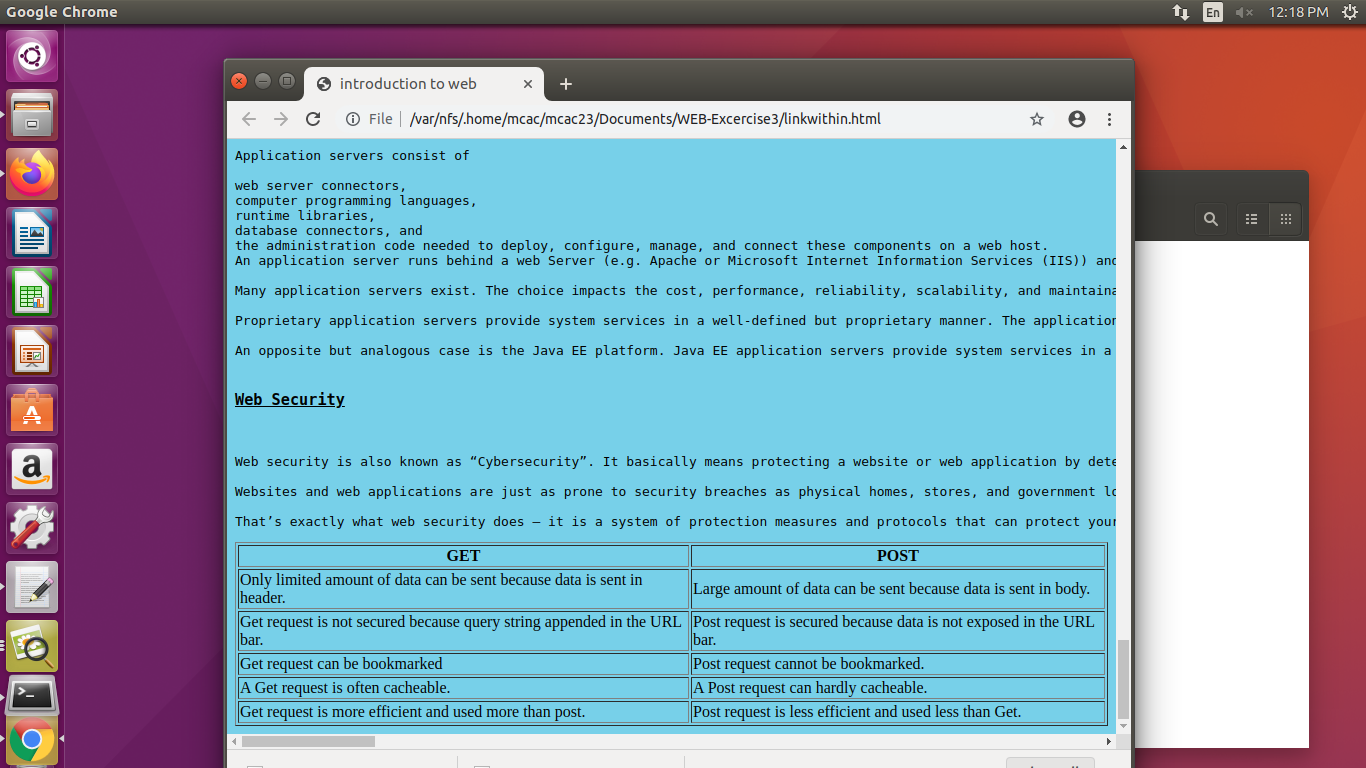 Google Chrome
En
12:18 PM
introduction to web
File
/var/nfs/.home/mcac/mcac23/Documents/WEB-Excercise3/linkwithin.html
Application servers consist of
web server connectors,
computer programming languages,
runtime libraries,
database connectors, and
the administration code needed to deploy, configure, manage, and connect these components on a web host.
An application server runs behind a web Server (e.g. Apache or Microsoft Internet Information Services (IIS)) and
Many application servers exist. The choice impacts the cost, performance, reliability, scalability, and
Proprietary application servers provide system services in a well-defined but proprietary manner. The application
An opposite but analogous case is the Java EE platform. Java EE application servers provide system services in a
Web Security
Web security is also known as “Cybersecurity”. It basically means protecting a website or web application by
Websites and web applications are just as prone to security breaches as physical homes, stores, and government
That’s exactly what web security does – it is a system of protection measures and protocols that can protect your
GET POST
Only limited amount of data can be sent because data is sent in
header.
Large amount of data can be sent because data is sent in body.
Get request is not secured because query string appended in the URL
bar.
Post request is secured because data is not exposed in the URL
bar.
Get request can be bookmarked Post request cannot be bookmarked.
A Get request is often cacheable. A Post request can hardly cacheable.
Get request is more efficient and used more than post. Post request is less efficient and used less than Get.